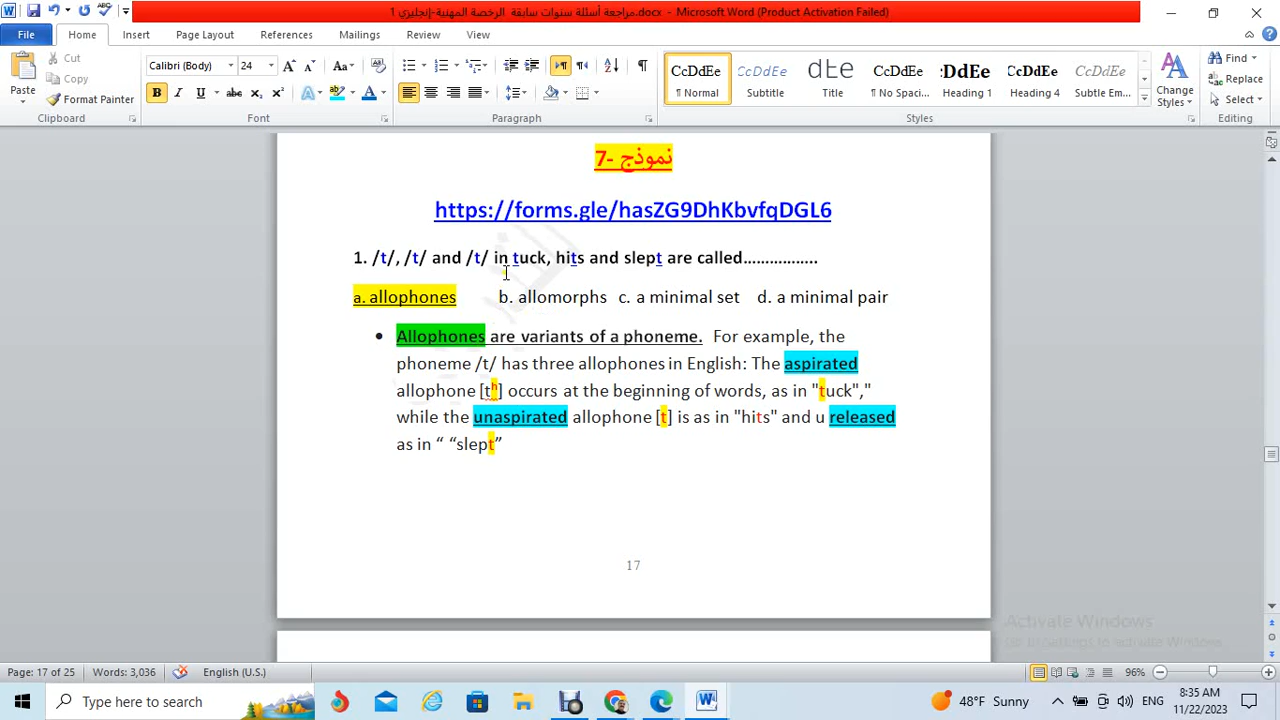 مراجعة أسئلة سنوات سابقة الرخصة المهنية-إنجليزي 1.docx - Microsoft Word (Product Activation Failed)
File Home Insert Page Layout References Mailings Review View
Cut
Copy
Format Painter
Paste
Clipboard
Calibri (Body) 24
Font
Paragraph
AaBbCcDdEe
¶ Normal
Subtitle
Title
¶ No Spaci...
Heading 1
Heading 4
Subtle Em...
Styles
Change Styles
Find
Replace
Select
Editing
نموذج -7
https://forms.gle/hasZG9DhKbvfqDGL6
1. /t/, /t/ and /t/ in tuck, hits and slept are called................
a. allophones b. allomorphs c. a minimal set d. a minimal pair
• Allophones are variants of a phoneme. For example, the
phoneme /t/ has three allophones in English: The aspirated
allophone [tʰ] occurs at the beginning of words, as in "tuck","
while the unaspirated allophone [t] is as in "hits" and u released
as in “ “slept”
17
Activate Windows
Page: 17 of 25 Words: 3,036 English (U.S.) 96%
Type here to search
48°F Sunny
ENG
8:35 AM
11/22/2023